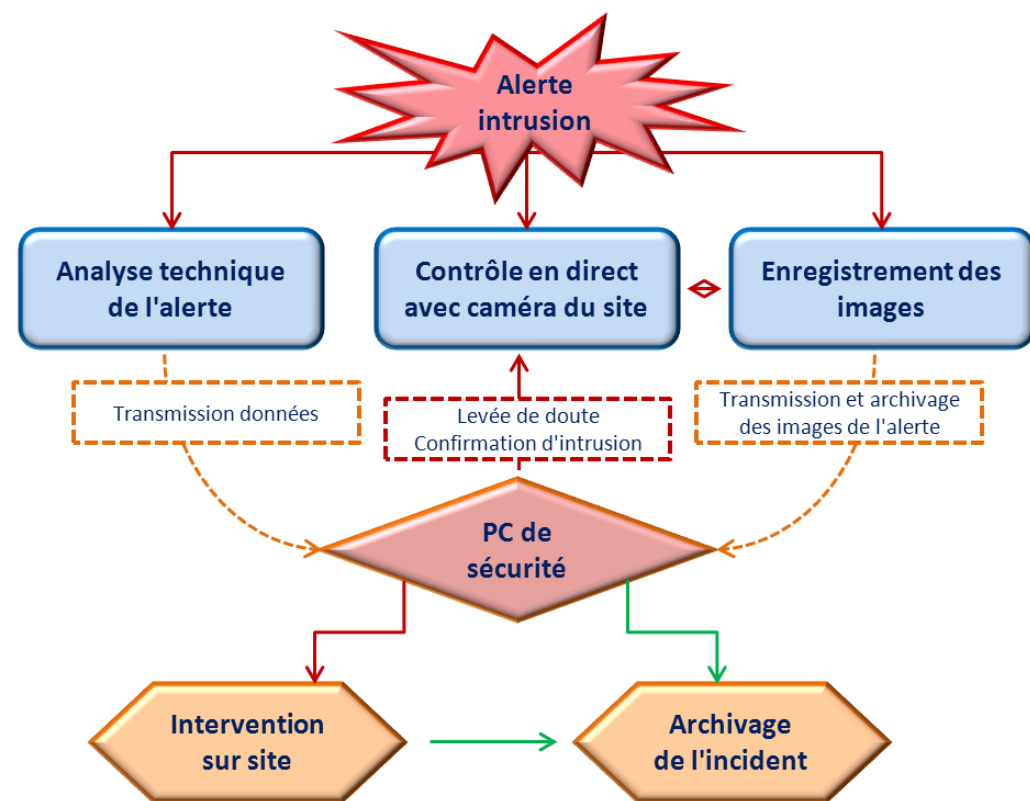 Alerte
intrusion
Analyse technique
de l'alerte
Contrôle en direct
avec caméra du site
Enregistrement des
images
Transmission données
Levée de doute
Confirmation d'intrusion
Transmission et archivage
des images de l'alerte
PC de
sécurité
Intervention
sur site
Archivage
de l'incident